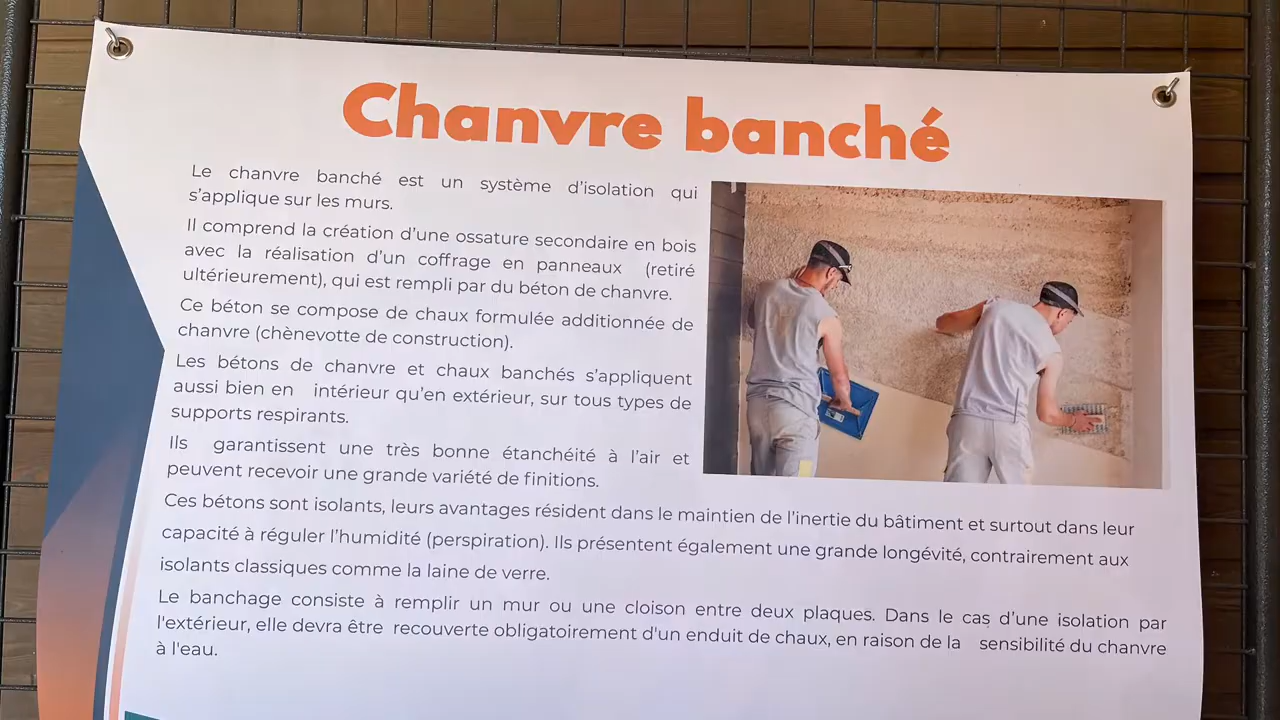 Chanvre banché
Le chanvre banché est un système d'isolation qui
s'applique sur les murs.
Il comprend la création d'une ossature secondaire en bois
avec la réalisation d'un coffrage en panneaux (retiré
ultérieurement), qui est rempli par du béton de chanvre.
Ce béton se compose de chaux formulée additionnée de
chanvre (chènevotte de construction).
Les bétons de chanvre et chaux banchés s'appliquent
aussi bien en intérieur qu'en extérieur, sur tous types de
supports respirants.
Ils garantissent une très bonne étanchéité à l'air et
peuvent recevoir une grande variété de finitions.
Ces bétons sont isolants, leurs avantages résident dans le maintien de l'inertie du bâtiment et surtout dans leur
capacité à réguler l'humidité (perspiration). Ils présentent également une grande longévité, contrairement aux
isolants classiques comme la laine de verre.
Le banchage consiste à remplir un mur ou une cloison entre deux plaques. Dans le cas d'une isolation par
l'extérieur, elle devra être recouverte obligatoirement d'un enduit de chaux, en raison de la sensibilité du chanvre
à l'eau.